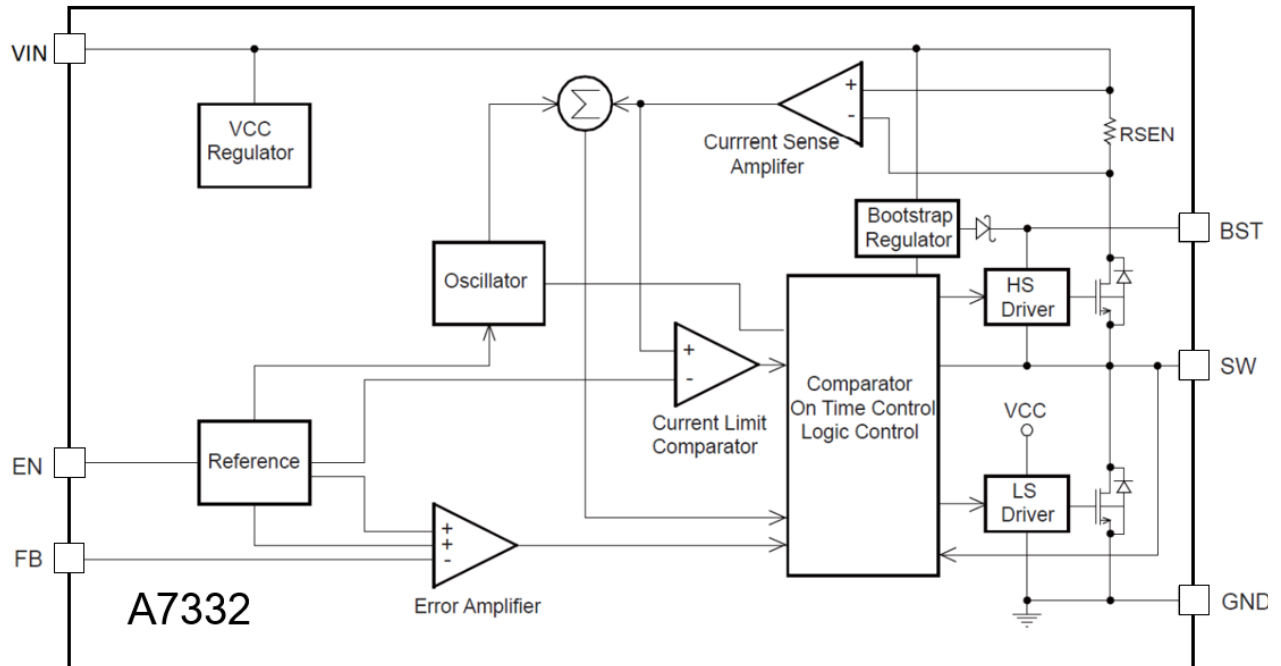 VIN
VCC
Regulator
Σ
+
-
Currrent Sense
Amplifer
RSEN
Bootstrap
Regulator
BST
Oscillator
HS
Driver
+
-
Current Limit
Comparator
Comparator
On Time Control
Logic Control
SW
VCC
EN
Reference
LS
Driver
FB
+
+
-
Error Amplifier
GND
A7332